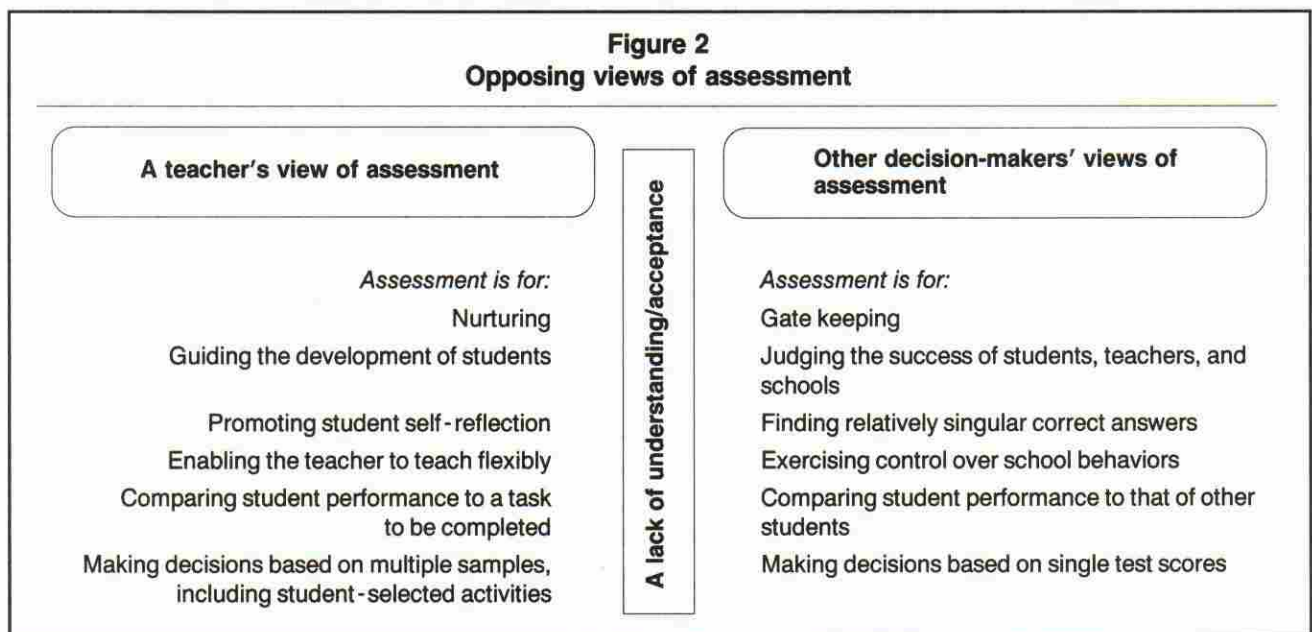 Figure 2
Opposing views of assessment
A teacher's view of assessment
Assessment is for:
Nurturing
Guiding the development of students
Promoting student self-reflection
Enabling the teacher to teach flexibly
Comparing student performance to a task
to be completed
Making decisions based on multiple samples,
including student-selected activities
A lack of understanding/acceptance
Other decision-makers' views of
assessment
Assessment is for:
Gate keeping
Judging the success of students, teachers, and
schools
Finding relatively singular correct answers
Exercising control over school behaviors
Comparing student performance to that of other
students
Making decisions based on single test scores